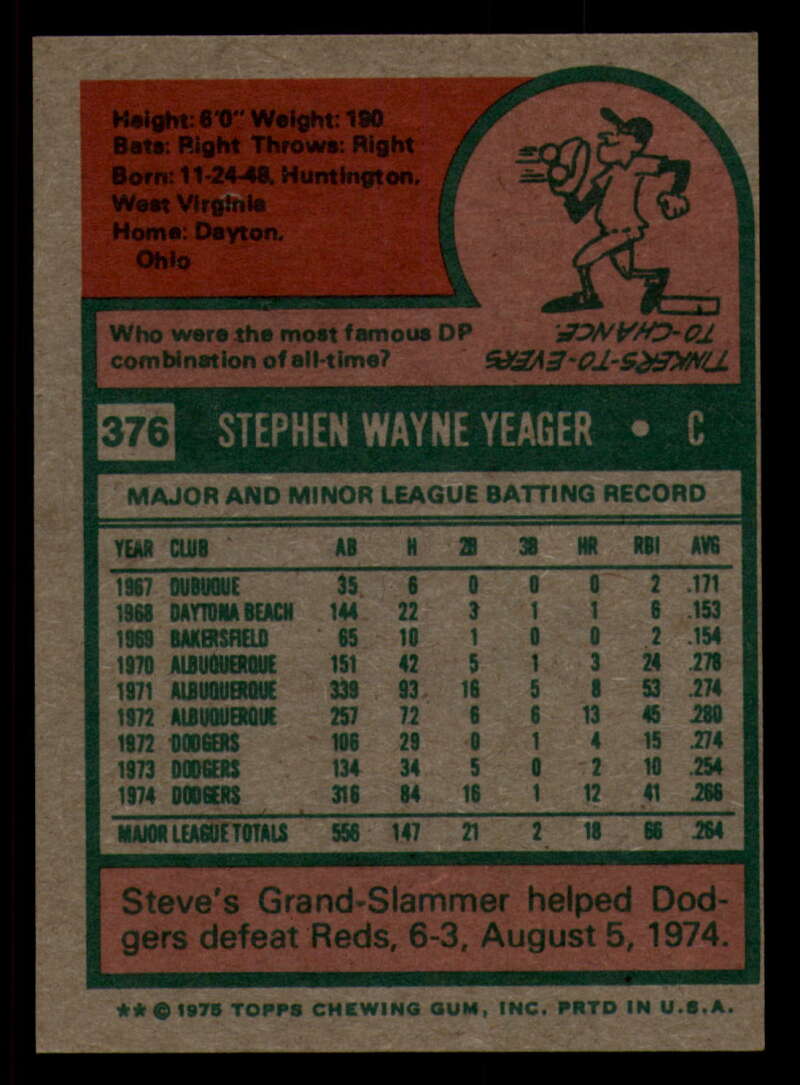 Height: 6'0" Weight: 190
Bats: Right Throws: Right
Born: 11-24-48, Huntington,
West Virginia
Home: Dayton,
Ohio
Who were the most famous DP
combination of all-time?
TINKERS-TO-EVERS
TO-CHANCE.
376 STEPHEN WAYNE YEAGER • C
MAJOR AND MINOR LEAGUE BATTING RECORD
YEAR CLUB AB H 2B 3B HR RBI AVG
1967 DUBUQUE 35 6 0 0 0 2 .171
1968 DAYTONA BEACH 144 22 3 1 1 6 .153
1969 BAKERSFIELD 65 10 1 0 0 2 .154
1970 ALBUQUERQUE 151 42 5 1 3 24 .278
1971 ALBUQUERQUE 339 93 16 5 8 53 .274
1972 ALBUQUERQUE 257 72 6 6 13 45 .280
1972 DODGERS 106 29 0 1 4 15 .274
1973 DODGERS 134 34 5 0 2 10 .254
1974 DODGERS 316 84 16 1 12 41 .266
MAJOR LEAGUE TOTALS 556 147 21 2 18 66 .264
Steve's Grand-Slammer helped Dod-
gers defeat Reds, 6-3, August 5, 1974.
** © 1975 TOPPS CHEWING GUM, INC. PRTD IN U.S.A.